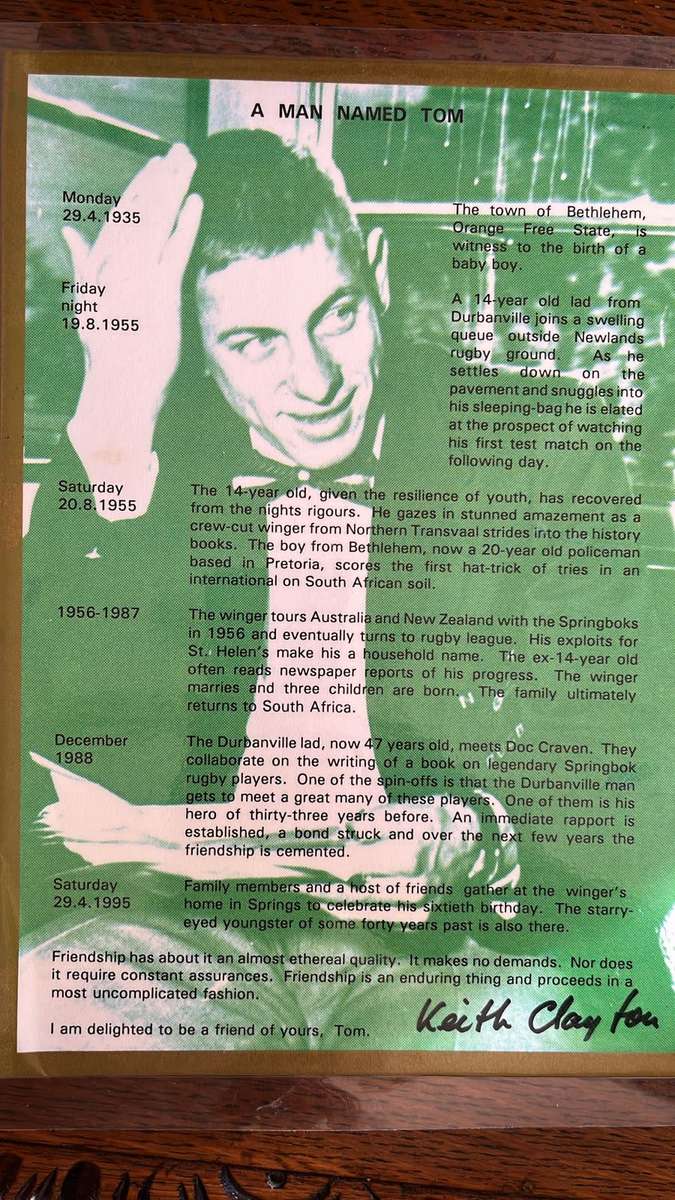 A MAN NAMED TOM
Monday
29.4.1935
The town of Bethlehem,
Orange Free State, is
witness to the birth of a
baby boy.
Friday
night
19.8.1955
A 14-year old lad from
Durbanville joins a swelling
queue outside Newlands
rugby ground. As he
settles down on the
pavement and snuggles into
his sleeping-bag he is elated
at the prospect of watching
his first test match on the
following day.
Saturday
20.8.1955
The 14-year old, given the resilience of youth, has recovered
from the nights rigours. He gazes in stunned amazement as a
crew-cut winger from Northern Transvaal strides into the history
books. The boy from Bethlehem, now a 20-year old policeman
based in Pretoria, scores the first hat-trick of tries in an
international on South African soil.
1956-1987
The winger tours Australia and New Zealand with the Springboks
in 1956 and eventually turns to rugby league. His exploits for
St. Helen's make his a household name. The ex-14-year old
often reads newspaper reports of his progress. The winger
marries and three children are born. The family ultimately
returns to South Africa.
December
1988
The Durbanville lad, now 47 years old, meets Doc Craven. They
collaborate on the writing of a book on legendary Springbok
rugby players. One of the spin-offs is that the Durbanville man
gets to meet a great many of these players. One of them is his
hero of thirty-three years before. An immediate rapport is
established, a bond struck and over the next few years the
friendship is cemented.
Saturday
29.4.1995
Family members and a host of friends gather at the winger's
home in Springs to celebrate his sixtieth birthday. The starry-
eyed youngster of some forty years past is also there.
Friendship has about it an almost ethereal quality. It makes no demands. Nor does
it require constant assurances. Friendship is an enduring thing and proceeds in a
most uncomplicated fashion.
I am delighted to be a friend of yours, Tom.
Keith Clayton